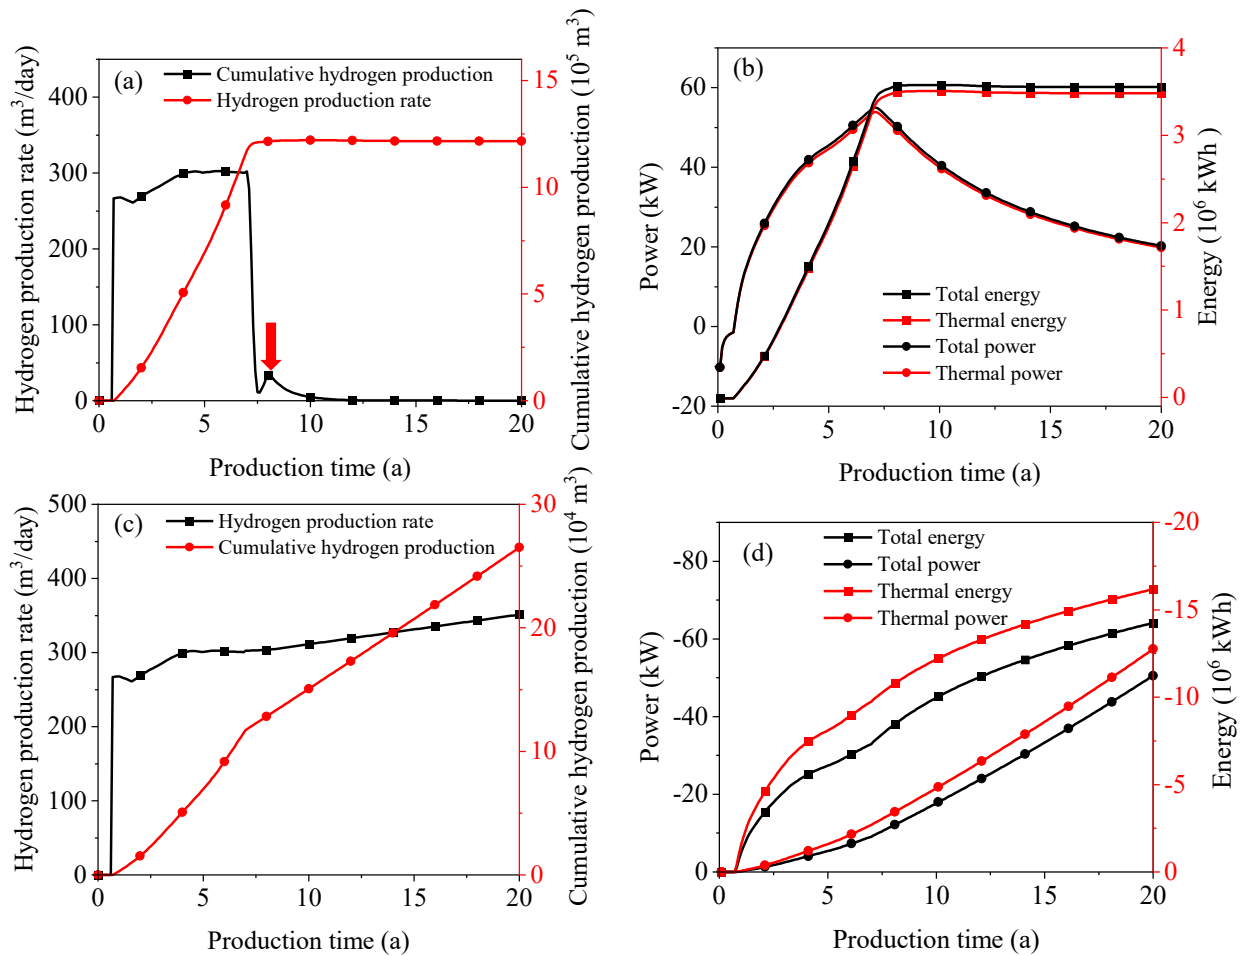 (a)
Cumulative hydrogen production
Hydrogen production rate
Hydrogen production rate (m³/day)
0
100
200
300
400
0
5
10
15
20
Production time (a)
0
5
10
15
Cumulative hydrogen production (10⁵ m³)
(b)
Total energy
Thermal energy
Total power
Thermal power
Power (kW)
-20
0
20
40
60
0
5
10
15
20
Production time (a)
0
1
2
3
4
Energy (10⁶ kWh)
(c)
Hydrogen production rate
Cumulative hydrogen production
Hydrogen production rate (m³/day)
0
100
200
300
400
500
0
5
10
15
20
Production time (a)
0
10
20
30
Cumulative hydrogen production (10⁴ m³)
(d)
Total energy
Total power
Thermal energy
Thermal power
Power (kW)
0
-20
-40
-60
-80
0
5
10
15
20
Production time (a)
0
-5
-10
-15
-20
Energy (10⁶ kWh)